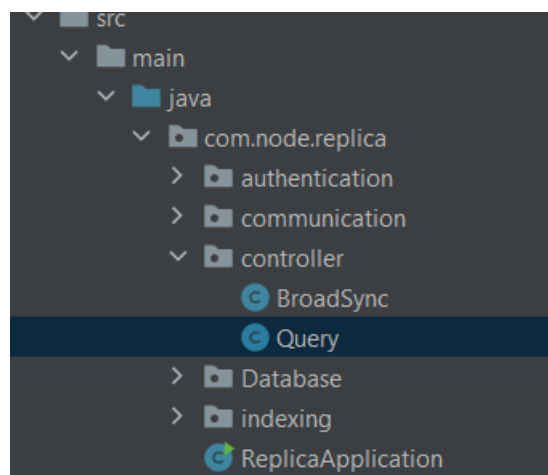 src
main
java
com.node.replica
authentication
communication
controller
C BroadSync
C Query
Database
indexing
C ReplicaApplication